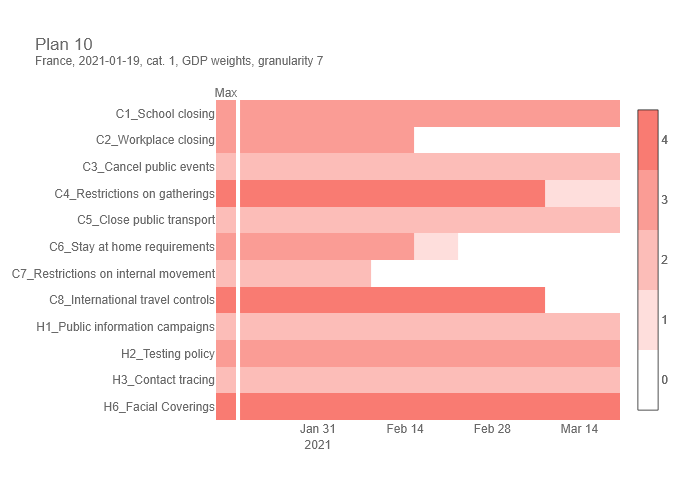 Plan 10
France, 2021-01-19, cat. 1, GDP weights, granularity 7
Max
C1_School closing
C2_Workplace closing
C3_Cancel public events
C4_Restrictions on gatherings
C5_Close public transport
C6_Stay at home requirements
C7_Restrictions on internal movement
C8_International travel controls
H1_Public information campaigns
H2_Testing policy
H3_Contact tracing
H6_Facial Coverings
Jan 31
2021
Feb 14
Feb 28
Mar 14
4
3
2
1
0